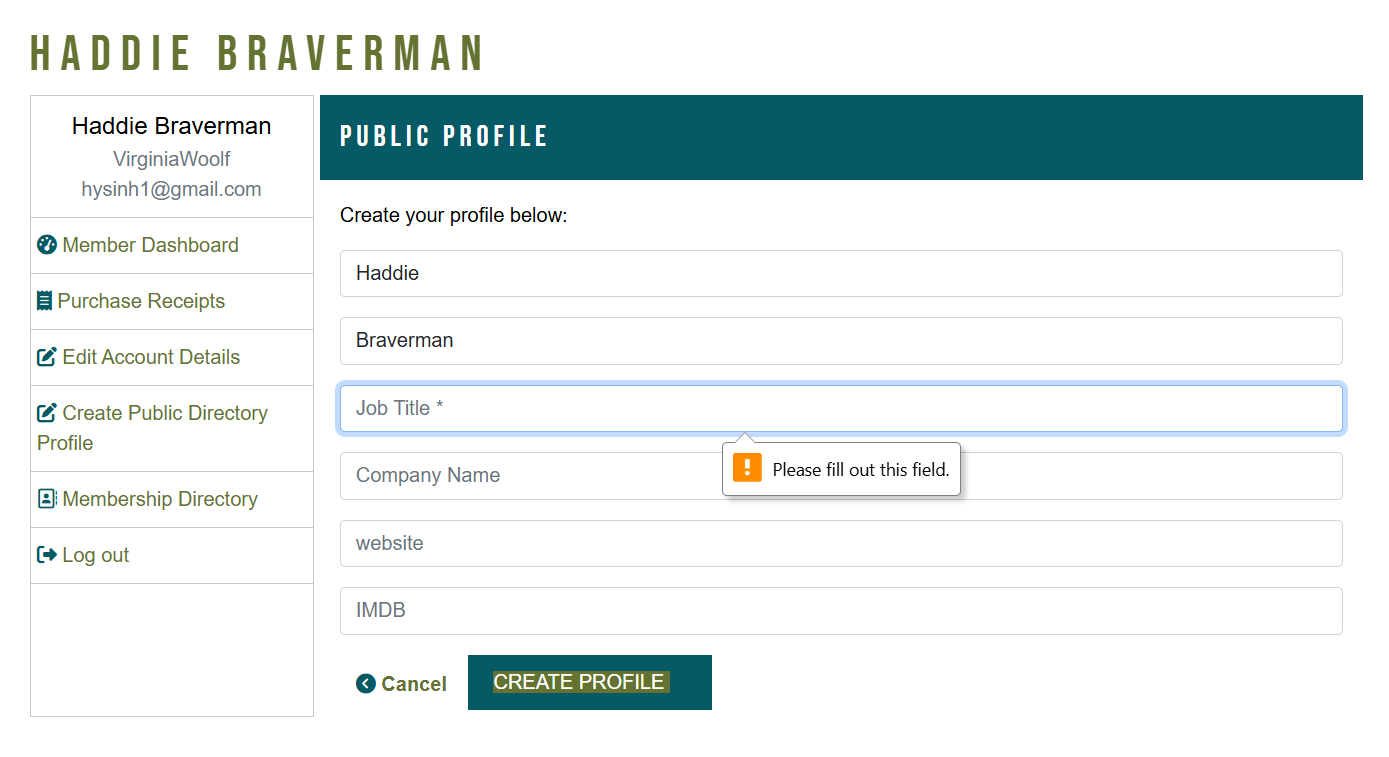 HADDIE BRAVERMAN
Haddie Braverman
VirginiaWoolf
hysinh1@gmail.com
Member Dashboard
Purchase Receipts
Edit Account Details
Create Public Directory
Profile
Membership Directory
Log out
PUBLIC PROFILE
Create your profile below:
Haddie
Braverman
Job Title *
Please fill out this field.
Company Name
website
IMDB
Cancel
CREATE PROFILE